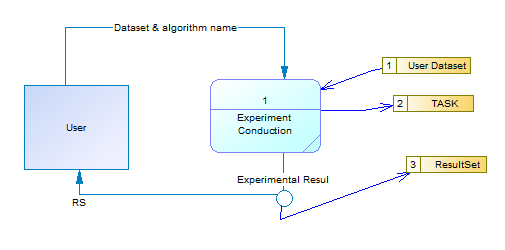 Dataset & algorithm name
1 User Dataset
1
2 TASK
User
Experiment
Conduction
3 ResultSet
Experimental Resul
RS